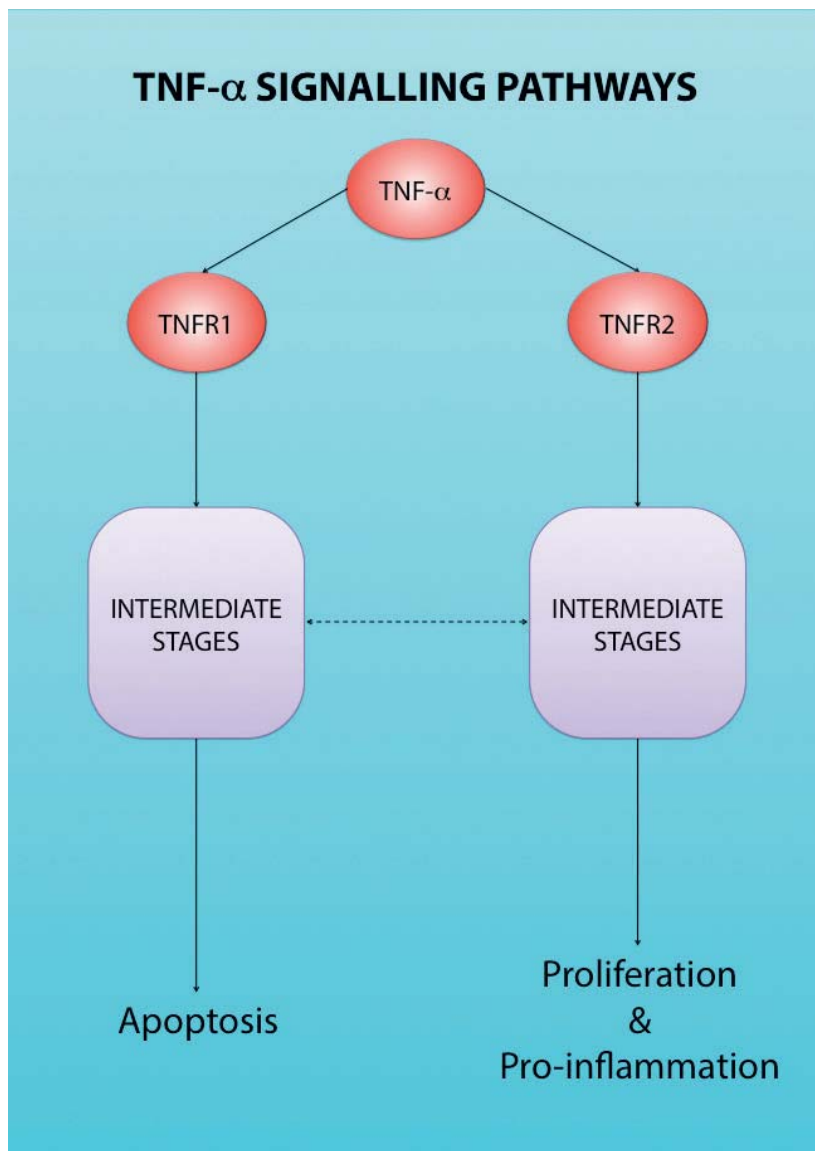 TNF-α SIGNALLING PATHWAYS
TNF-α
TNFR1
TNFR2
INTERMEDIATE
STAGES
INTERMEDIATE
STAGES
Apoptosis
Proliferation
&
Pro-inflammation